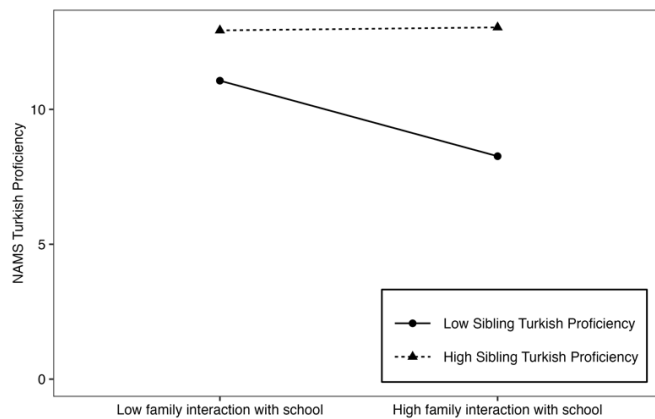 NAMS Turkish Proficiency
10
5
0
Low Sibling Turkish Proficiency
High Sibling Turkish Proficiency
Low family interaction with school
High family interaction with school